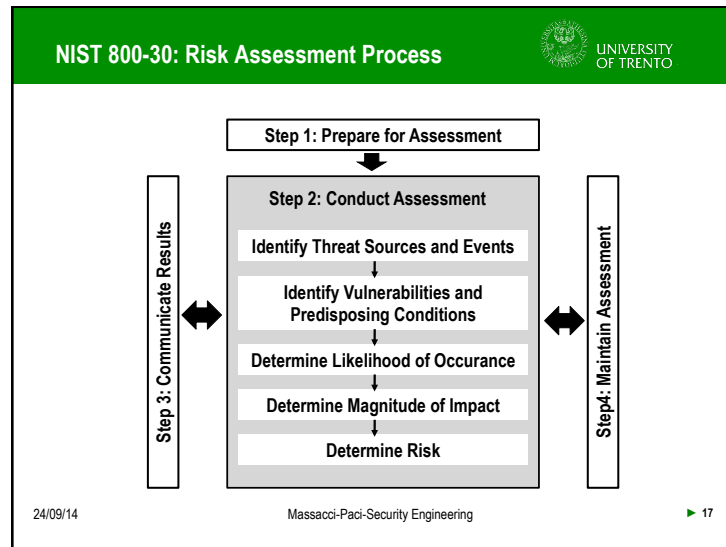 NIST 800-30: Risk Assessment Process
UNIVERSITY
OF TRENTO
Step 1: Prepare for Assessment
Step 3: Communicate Results
Step 2: Conduct Assessment
Identify Threat Sources and Events
Identify Vulnerabilities and
Predisposing Conditions
Determine Likelihood of Occurance
Determine Magnitude of Impact
Determine Risk
Step4: Maintain Assessment
24/09/14
Massacci-Paci-Security Engineering
17